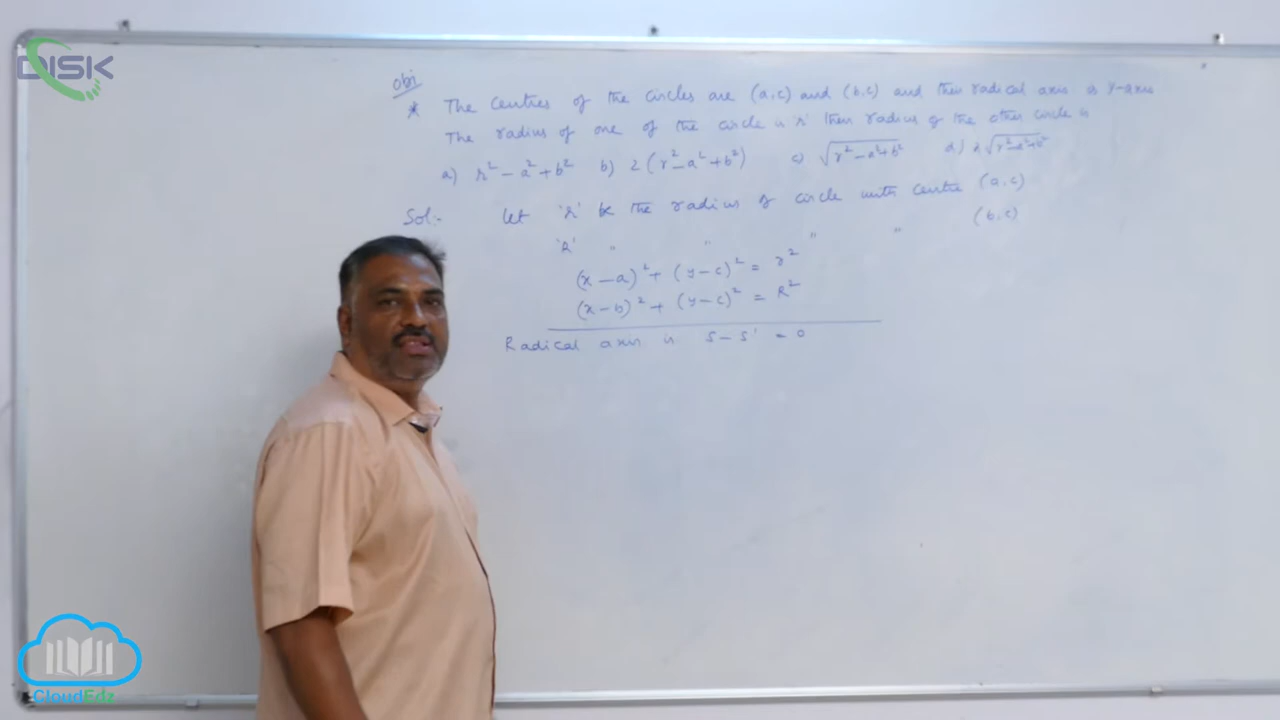 DISK
Obj
* The centres of the circles are (a,c) and (b,c) and their radical axis is y-axis
The radius of one of the circle is 'r' then radius of the other circle is
a) r² - a² + b² b) 2(r² - a² + b²) c) √r² - a² + b² d) 2√r² - a² + b²
Sol:- Let 'r' be the radius of circle with centre (a,c)
'R' " " " " (b,c)
(x-a)² + (y-c)² = r²
(x-b)² + (y-c)² = R²
Radical axis is S - S' = 0
CloudEdz